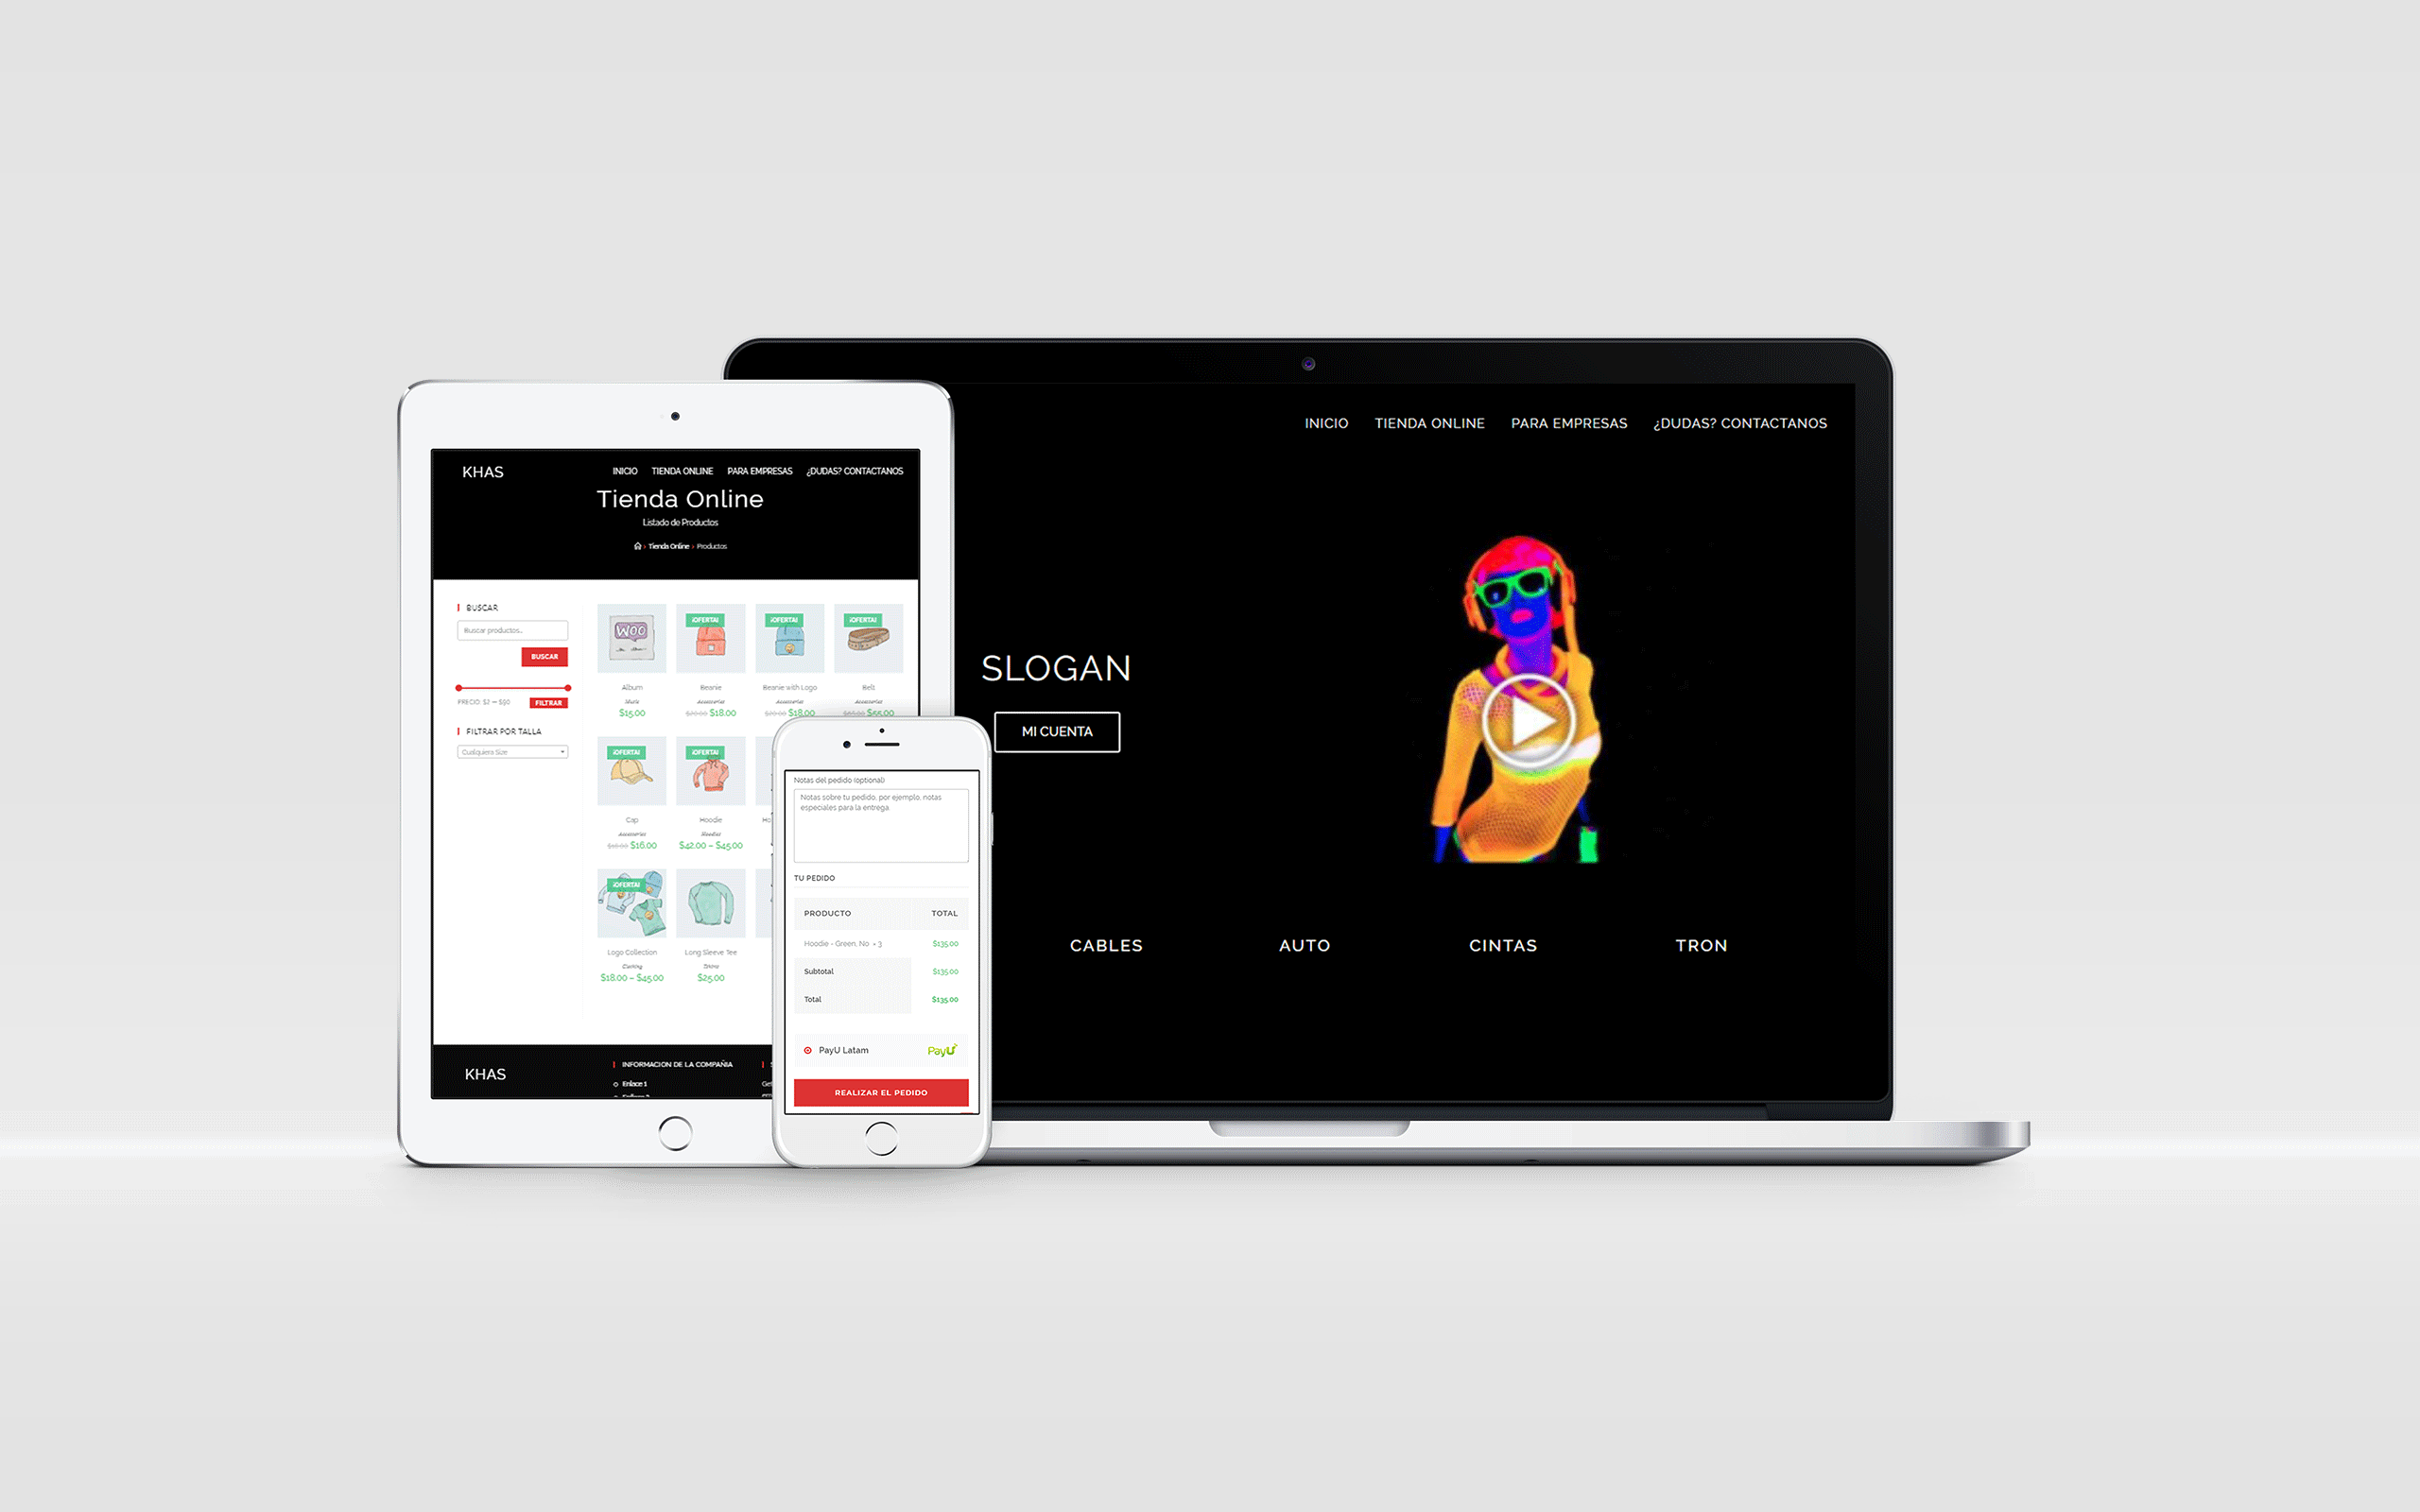 INICIO TIENDA ONLINE PARA EMPRESAS ¿DUDAS? CONTACTANOS
SLOGAN
MI CUENTA
CABLES AUTO CINTAS TRON
KHAS INICIO TIENDA ONLINE PARA EMPRESAS ¿DUDAS? CONTACTANOS
Tienda Online
Listado de Productos
Tienda Online › Productos
BUSCAR
Buscar productos...
BUSCAR
PRECIO: $2 — $90 FILTRAR
FILTRAR POR TALLA
Cualquiera Size
WOO ¡OFERTA! ¡OFERTA! ¡OFERTA!
Album Beanie Beanie with Logo Belt
Music Accessories Accessories Accessories
$15.00 $20.00 $18.00 $20.00 $18.00 $55.00
¡OFERTA! ¡OFERTA!
Cap Hoodie Ho
Accessories Hoodies
$16.00 $42.00 – $45.00
¡OFERTA!
Logo Collection Long Sleeve Tee
Clothing Tshirts
$18.00 – $45.00 $25.00
KHAS INFORMACION DE LA COMPAÑIA
Enlace 1
Notas del pedido (optional)
Notas sobre tu pedido, por ejemplo, notas
especiales para la entrega.
TU PEDIDO
PRODUCTO TOTAL
Hoodie - Green, No × 3 $135.00
Subtotal $135.00
Total $135.00
PayU Latam PayU
REALIZAR EL PEDIDO